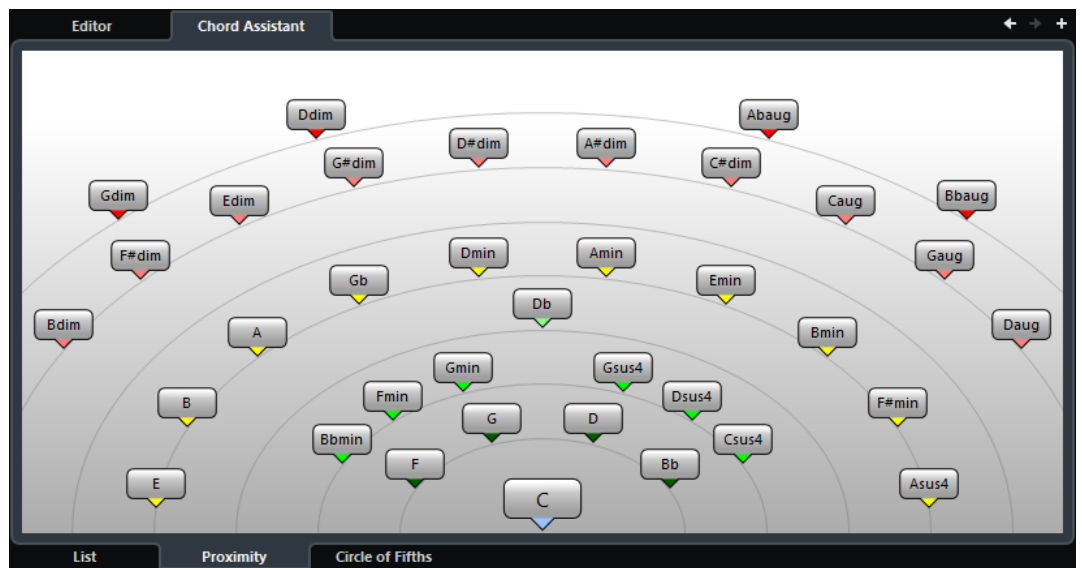 Editor
Chord Assistant
Ddim
Abaug
D#dim
A#dim
G#dim
C#dim
Gdim
Edim
Caug
Bbaug
F#dim
Dmin
Amin
Gaug
Gb
Emin
Db
Bdim
A
Bmin
Daug
Gmin
Gsus4
Fmin
Dsus4
B
F#min
G
D
Bbmin
Csus4
F
Bb
E
Asus4
C
List
Proximity
Circle of Fifths